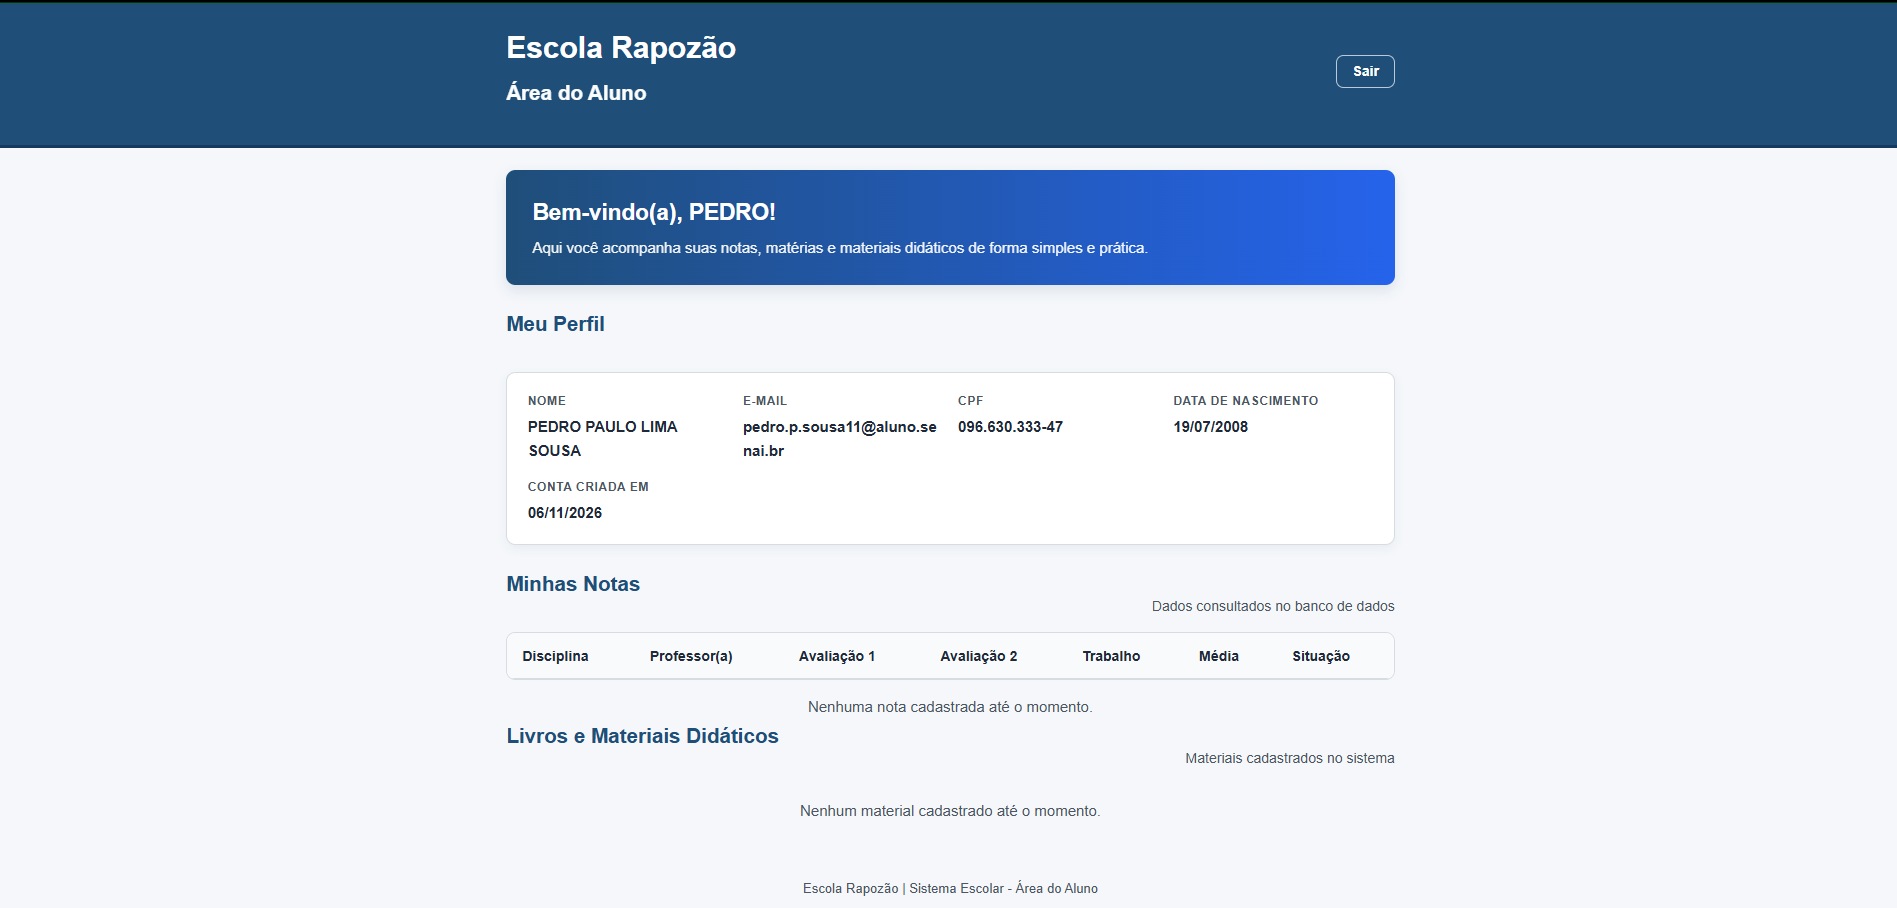 Escola Rapozão
Área do Aluno
Sair
Bem-vindo(a), PEDRO!
Aqui você acompanha suas notas, matérias e materiais didáticos de forma simples e prática.
Meu Perfil
NOME
PEDRO PAULO LIMA
SOUSA
E-MAIL
pedro.p.sousa11@aluno.se
nai.br
CPF
096.630.333-47
DATA DE NASCIMENTO
19/07/2008
CONTA CRIADA EM
06/11/2026
Minhas Notas
Dados consultados no banco de dados
Disciplina Professor(a) Avaliação 1 Avaliação 2 Trabalho Média Situação
Nenhuma nota cadastrada até o momento.
Livros e Materiais Didáticos
Materiais cadastrados no sistema
Nenhum material cadastrado até o momento.
Escola Rapozão | Sistema Escolar - Área do Aluno